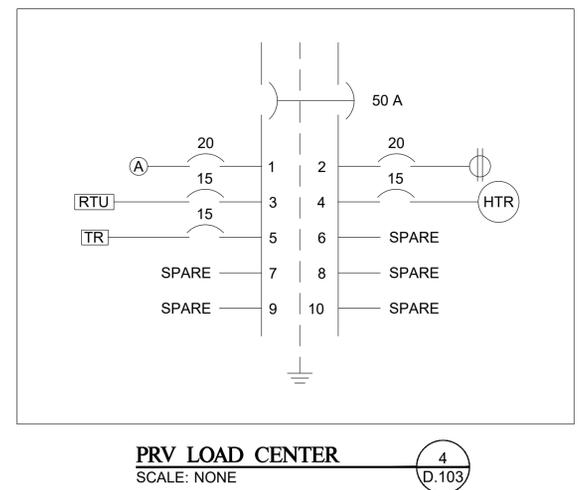 50 A
20 20
A 1 2
15 15
RTU 3 4 HTR
15
TR 5 6 SPARE
SPARE 7 8 SPARE
SPARE 9 10 SPARE
PRV LOAD CENTER 4
SCALE: NONE D.103